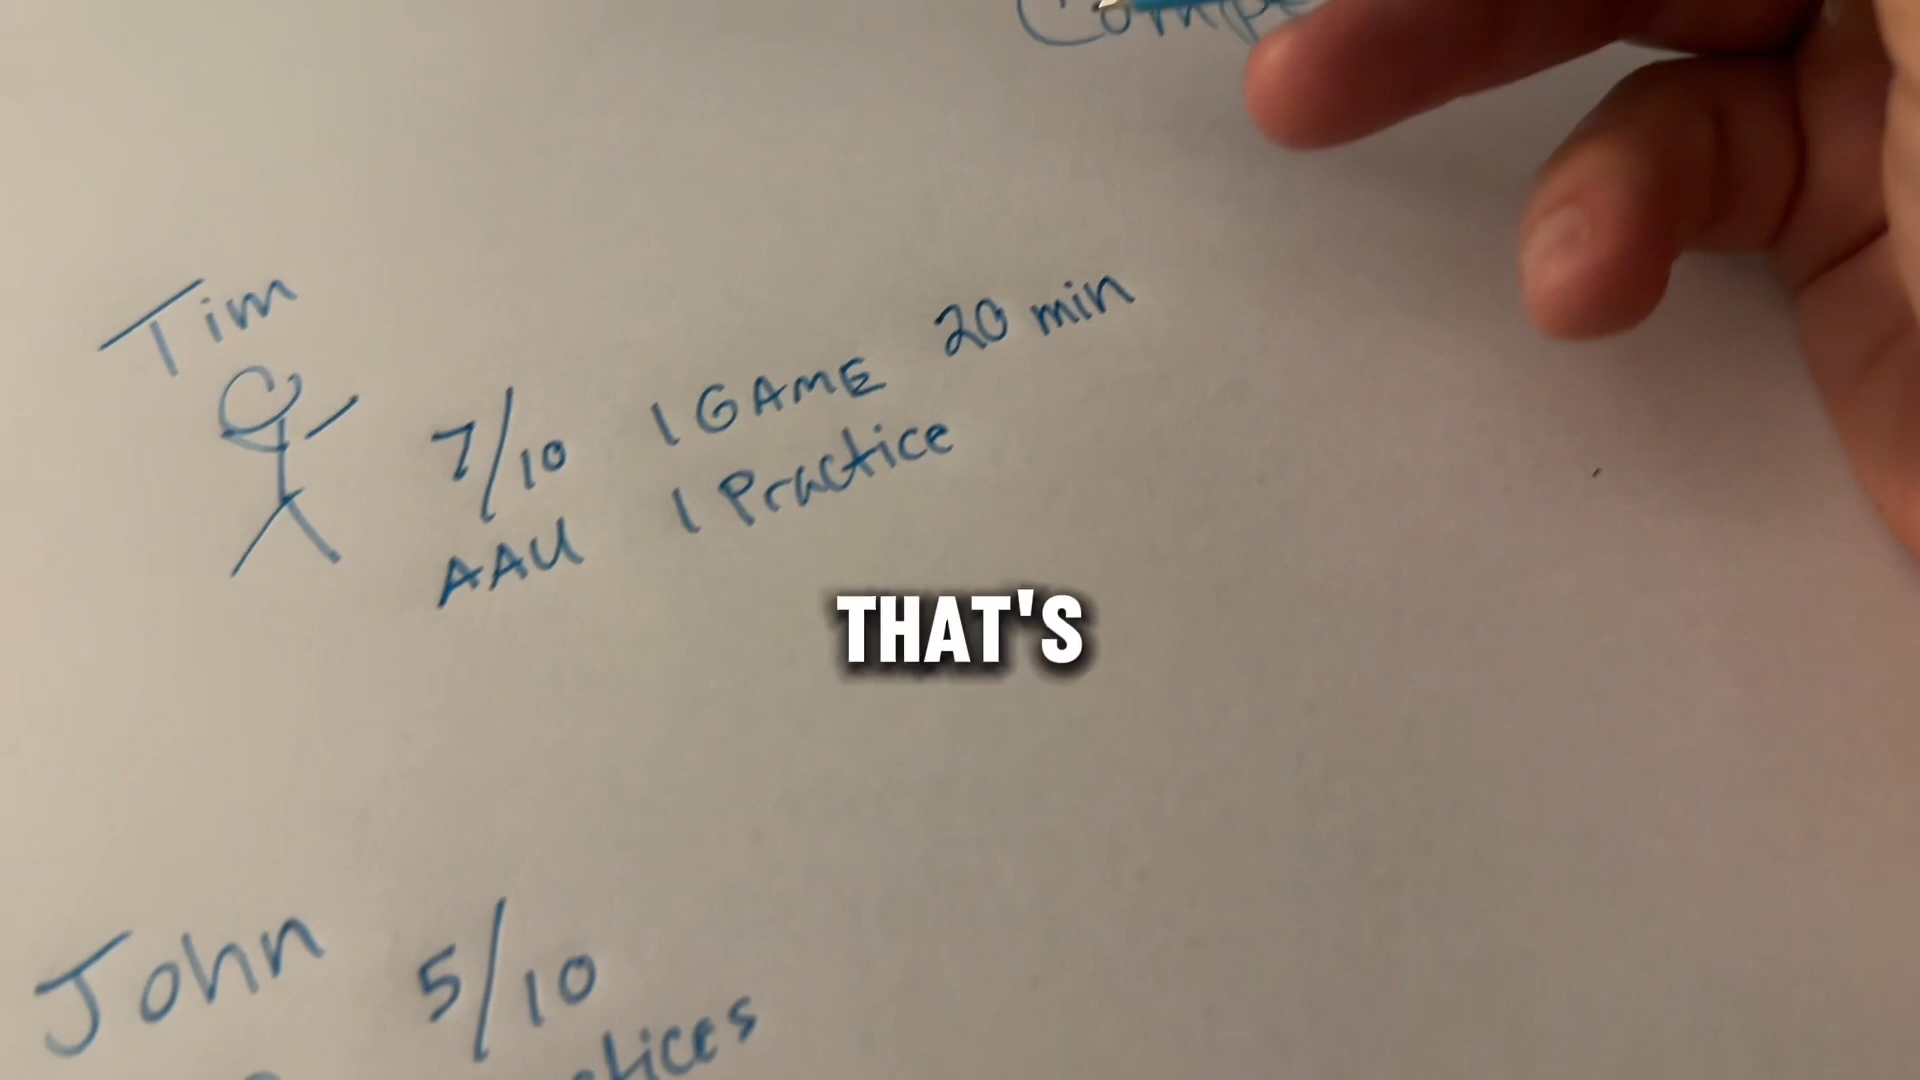 Tim
7/10 1 GAME 20 min
AAU 1 Practice
THAT'S
John 5/10